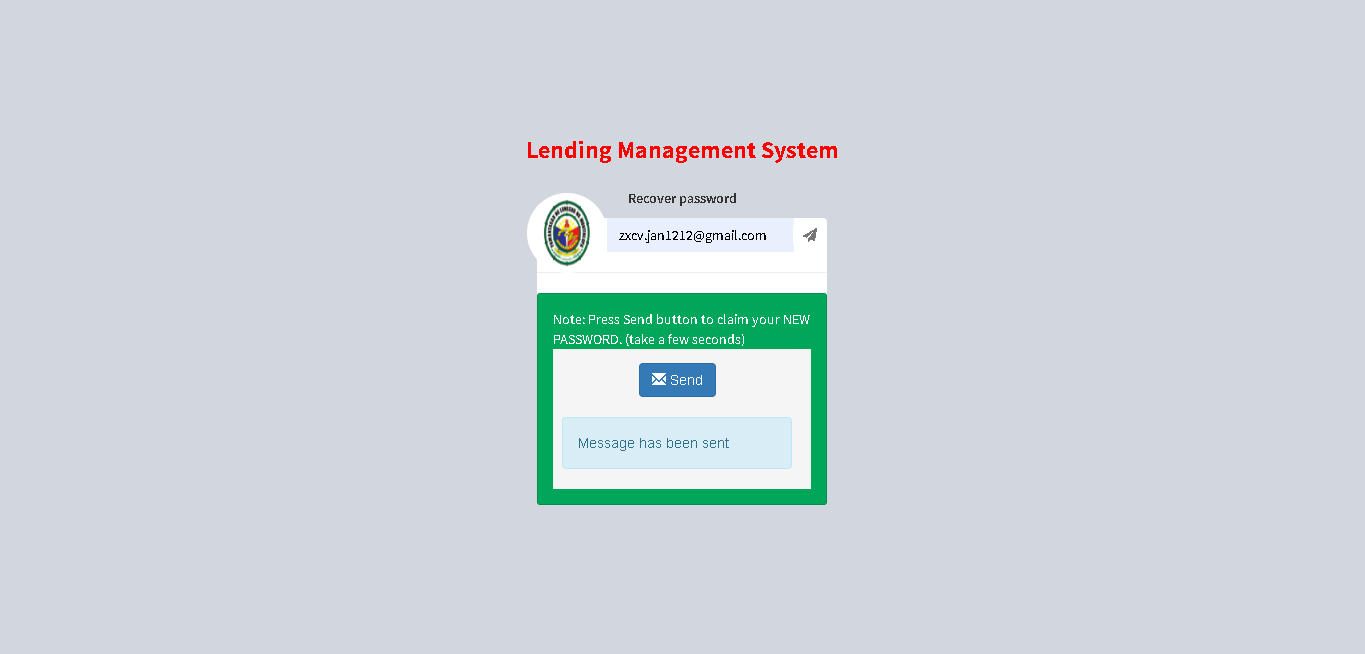 Lending Management System
Recover password
zxcv.jan1212@gmail.com
Note: Press Send button to claim your NEW
PASSWORD. (take a few seconds)
Send
Message has been sent